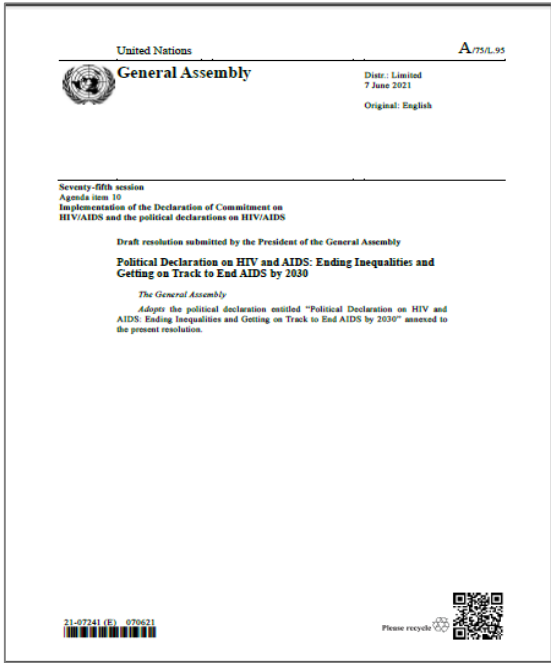 United Nations
A/75/L.95
General Assembly
Distr.: Limited
7 June 2021
Original: English
Seventy-fifth session
Agenda item 10
Implementation of the Declaration of Commitment on
HIV/AIDS and the political declarations on HIV/AIDS
Draft resolution submitted by the President of the General Assembly
Political Declaration on HIV and AIDS: Ending Inequalities and
Getting on Track to End AIDS by 2030
The General Assembly
Adopts the political declaration entitled “Political Declaration on HIV and
AIDS: Ending Inequalities and Getting on Track to End AIDS by 2030” annexed to
the present resolution.
21-07241 (E) 070621
Please recycle